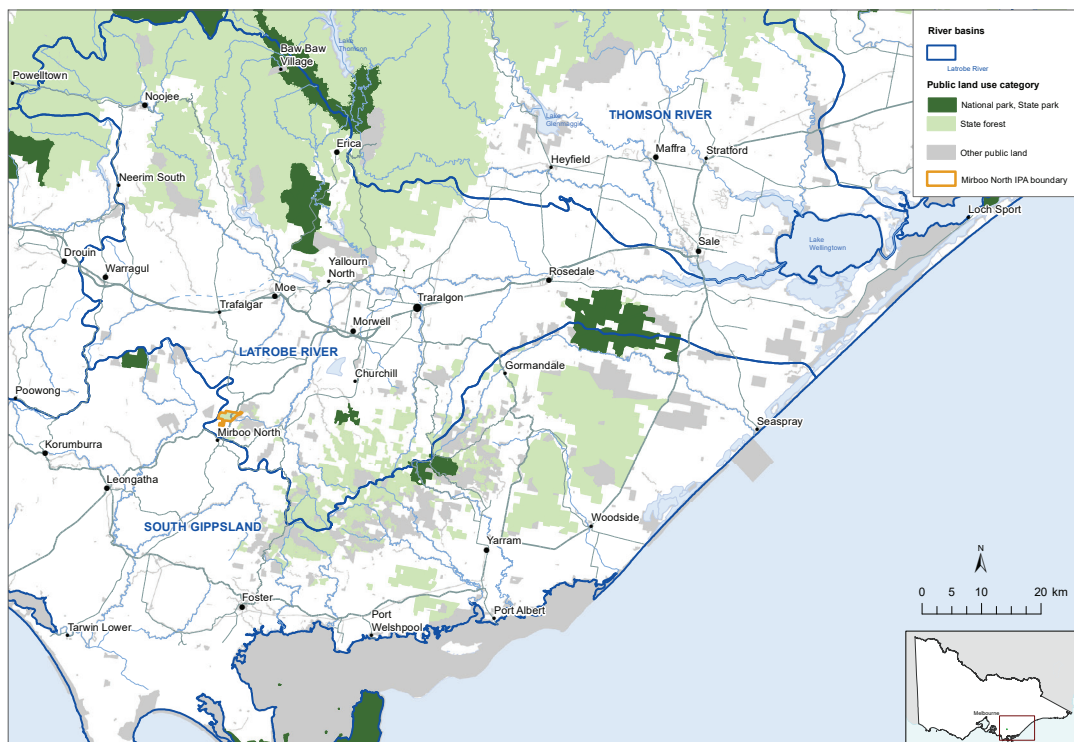 River basins
Latrobe River
Public land use category
National park, State park
State forest
Other public land
Mirboo North IPA boundary
Powelltown
Baw Baw
Village
Lake
Thomson
Noojee
Lake
Glenmaggie
THOMSON RIVER
Erica
Heyfield
Maffra
Stratford
Neerim South
Loch Sport
Drouin
Warragul
Yallourn
North
Sale
Lake
Wellingtown
Rosedale
Moe
Trafalgar
Traralgon
Morwell
LATROBE RIVER
Churchill
Gormandale
Poowong
Mirboo North
Seaspray
Korumburra
Leongatha
SOUTH GIPPSLAND
Woodside
Yarram
N
0 5 10 20 km
Foster
Port
Welshpool
Port Albert
Tarwin Lower
Melbourne